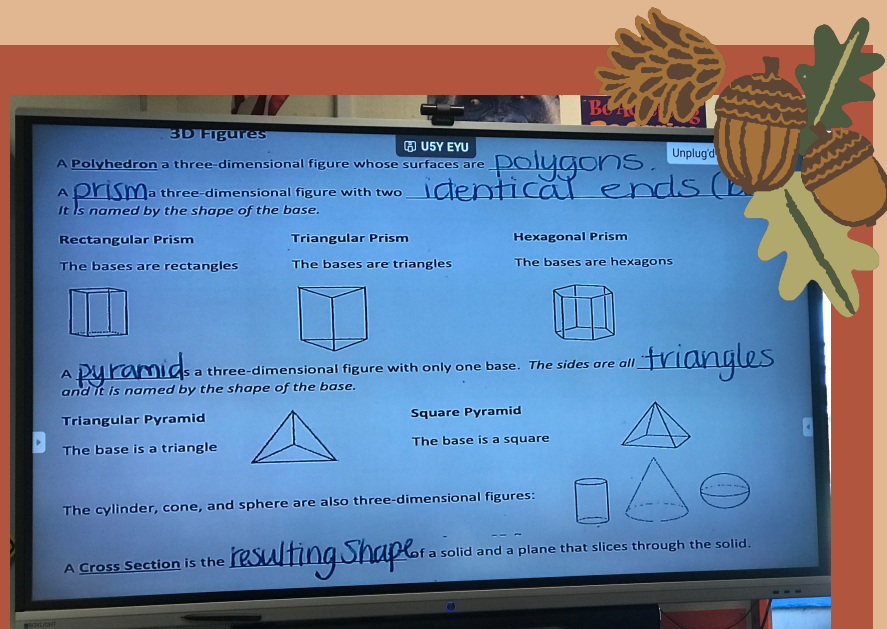 3D Figures
U5Y EYU
Unplug'd
A Polyhedron a three-dimensional figure whose surfaces are polygons.
A prism a three-dimensional figure with two identical ends (
It is named by the shape of the base.
Rectangular Prism Triangular Prism Hexagonal Prism
The bases are rectangles The bases are triangles The bases are hexagons
A pyramid is a three-dimensional figure with only one base. The sides are all triangles
and it is named by the shape of the base.
Triangular Pyramid Square Pyramid
The base is a triangle The base is a square
The cylinder, cone, and sphere are also three-dimensional figures:
A Cross Section is the resulting Shape of a solid and a plane that slices through the solid.